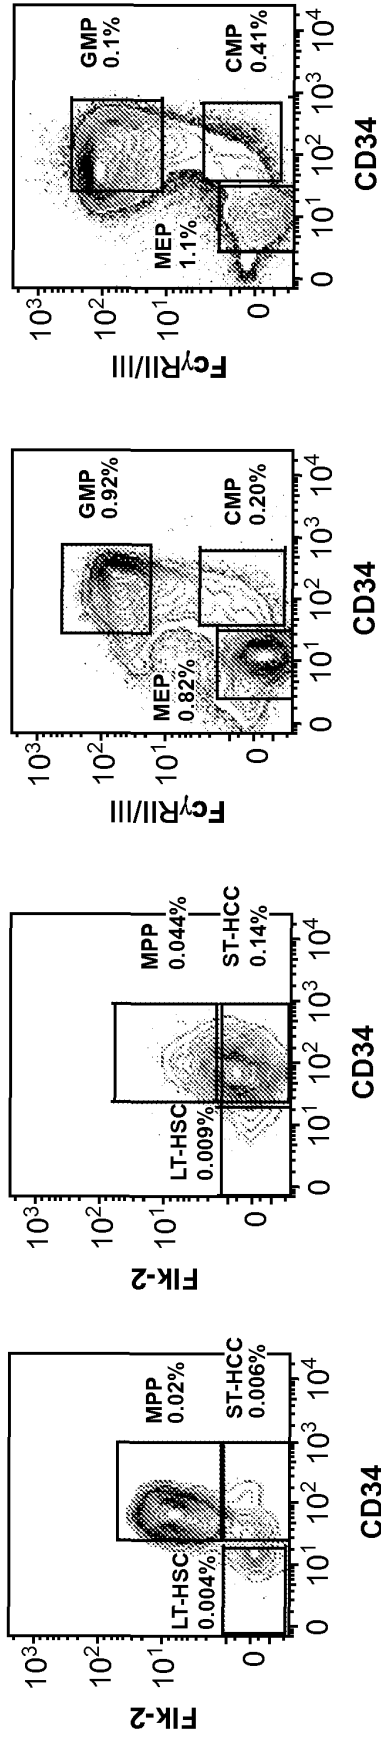 Flk-2
10³
10²
10¹
0
LT-HSC
0.004%
MPP
0.02%
ST-HCC
0.006%
0 10¹ 10² 10³ 10⁴
CD34
Flk-2
10³
10²
10¹
0
LT-HSC
0.009%
MPP
0.044%
ST-HCC
0.14%
0 10¹ 10² 10³ 10⁴
CD34
FcγRII/III
10³
10²
10¹
0
MEP
0.82%
GMP
0.92%
CMP
0.20%
0 10¹ 10² 10³ 10⁴
CD34
FcγRII/III
10³
10²
10¹
0
MEP
1.1%
GMP
0.1%
CMP
0.41%
0 10¹ 10² 10³ 10⁴
CD34